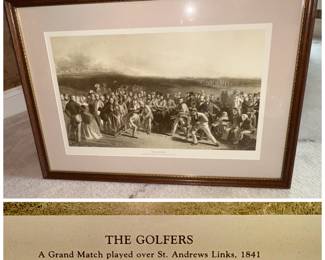 THE GOLFERS
A Grand Match played over St. Andrews Links, 1841